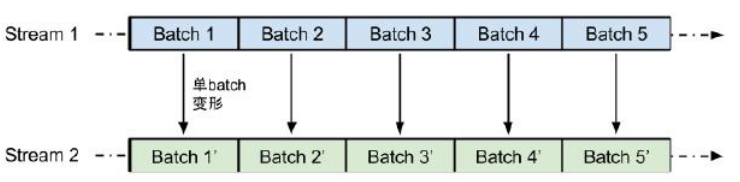 Stream 1 Batch 1 Batch 2 Batch 3 Batch 4 Batch 5
单batch
变形
Stream 2 Batch 1' Batch 2' Batch 3' Batch 4' Batch 5'